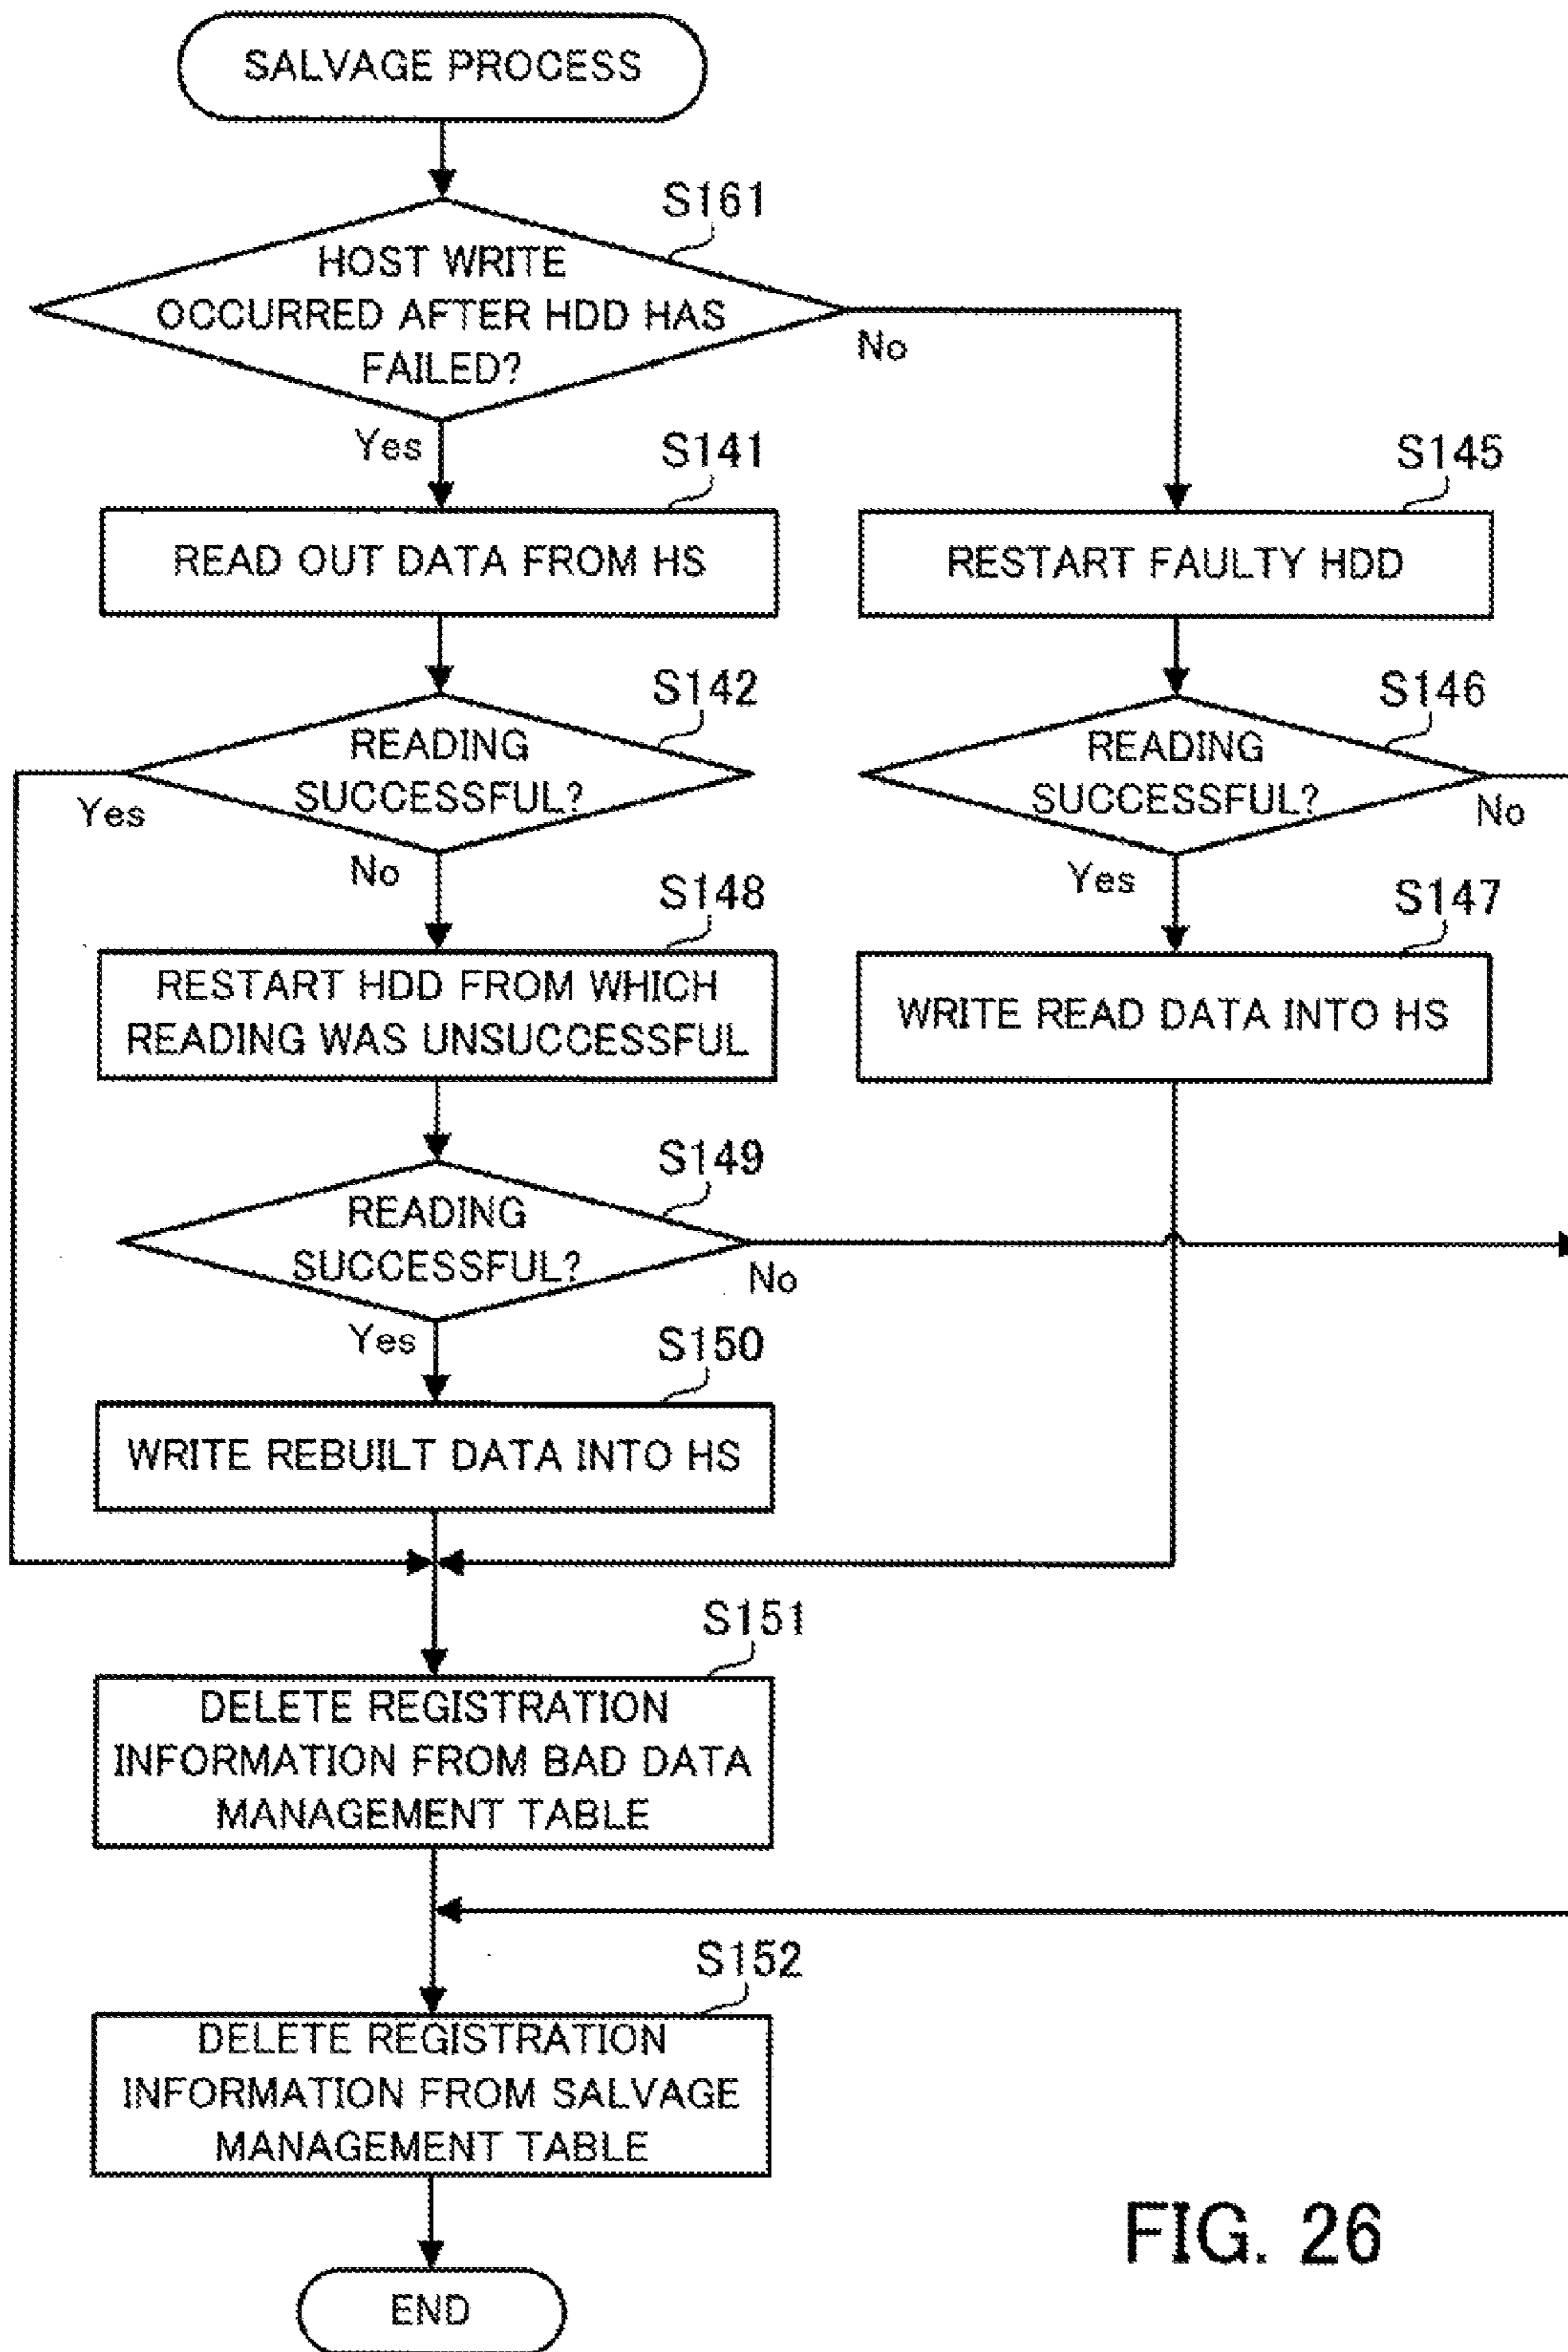 SALVAGE PROCESS
S161
HOST WRITE
OCCURRED AFTER HDD HAS
FAILED?
No
Yes
S141
READ OUT DATA FROM HS
S145
RESTART FAULTY HDD
S142
READING
SUCCESSFUL?
Yes
No
S146
READING
SUCCESSFUL?
No
Yes
S148
RESTART HDD FROM WHICH
READING WAS UNSUCCESSFUL
S147
WRITE READ DATA INTO HS
S149
READING
SUCCESSFUL?
No
Yes
S150
WRITE REBUILT DATA INTO HS
S151
DELETE REGISTRATION
INFORMATION FROM BAD DATA
MANAGEMENT TABLE
S152
DELETE REGISTRATION
INFORMATION FROM SALVAGE
MANAGEMENT TABLE
END
FIG. 26